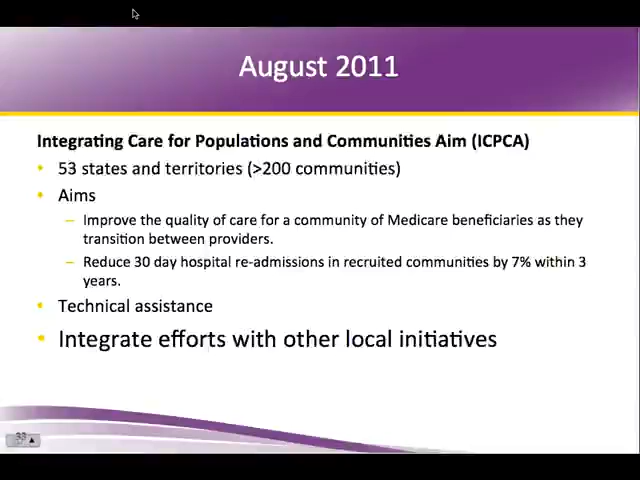 August 2011
Integrating Care for Populations and Communities Aim (ICPCA)
• 53 states and territories (>200 communities)
• Aims
– Improve the quality of care for a community of Medicare beneficiaries as they
transition between providers.
– Reduce 30 day hospital re-admissions in recruited communities by 7% within 3
years.
• Technical assistance
• Integrate efforts with other local initiatives
33